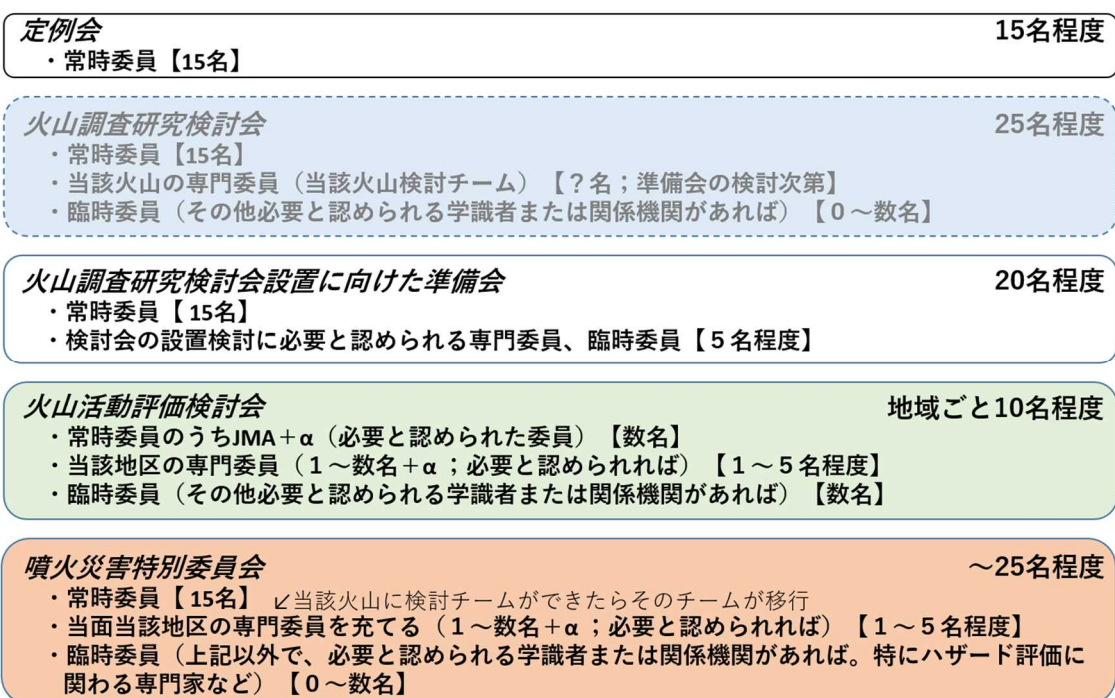 定例会 15名程度
・常時委員【15名】
火山調査研究検討会 25名程度
・常時委員【15名】
・当該火山の専門委員（当該火山検討チーム）【？名；準備会の検討次第】
・臨時委員（その他必要と認められる学識者または関係機関があれば）【０～数名】
火山調査研究検討会設置に向けた準備会 20名程度
・常時委員【 15名】
・検討会の設置検討に必要と認められる専門委員、臨時委員【５名程度】
火山活動評価検討会 地域ごと10名程度
・常時委員のうちJMA＋α（必要と認められた委員）【数名】
・当該地区の専門委員（１～数名＋α；必要と認められれば）【１～５名程度】
・臨時委員（その他必要と認められる学識者または関係機関があれば）【数名】
噴火災害特別委員会 ～25名程度
・常時委員【 15名】 ↙当該火山に検討チームができたらそのチームが移行
・当面当該地区の専門委員を充てる（１～数名＋α；必要と認められれば）【１～５名程度】
・臨時委員（上記以外で、必要と認められる学識者または関係機関があれば。特にハザード評価に
関わる専門家など）【０～数名】